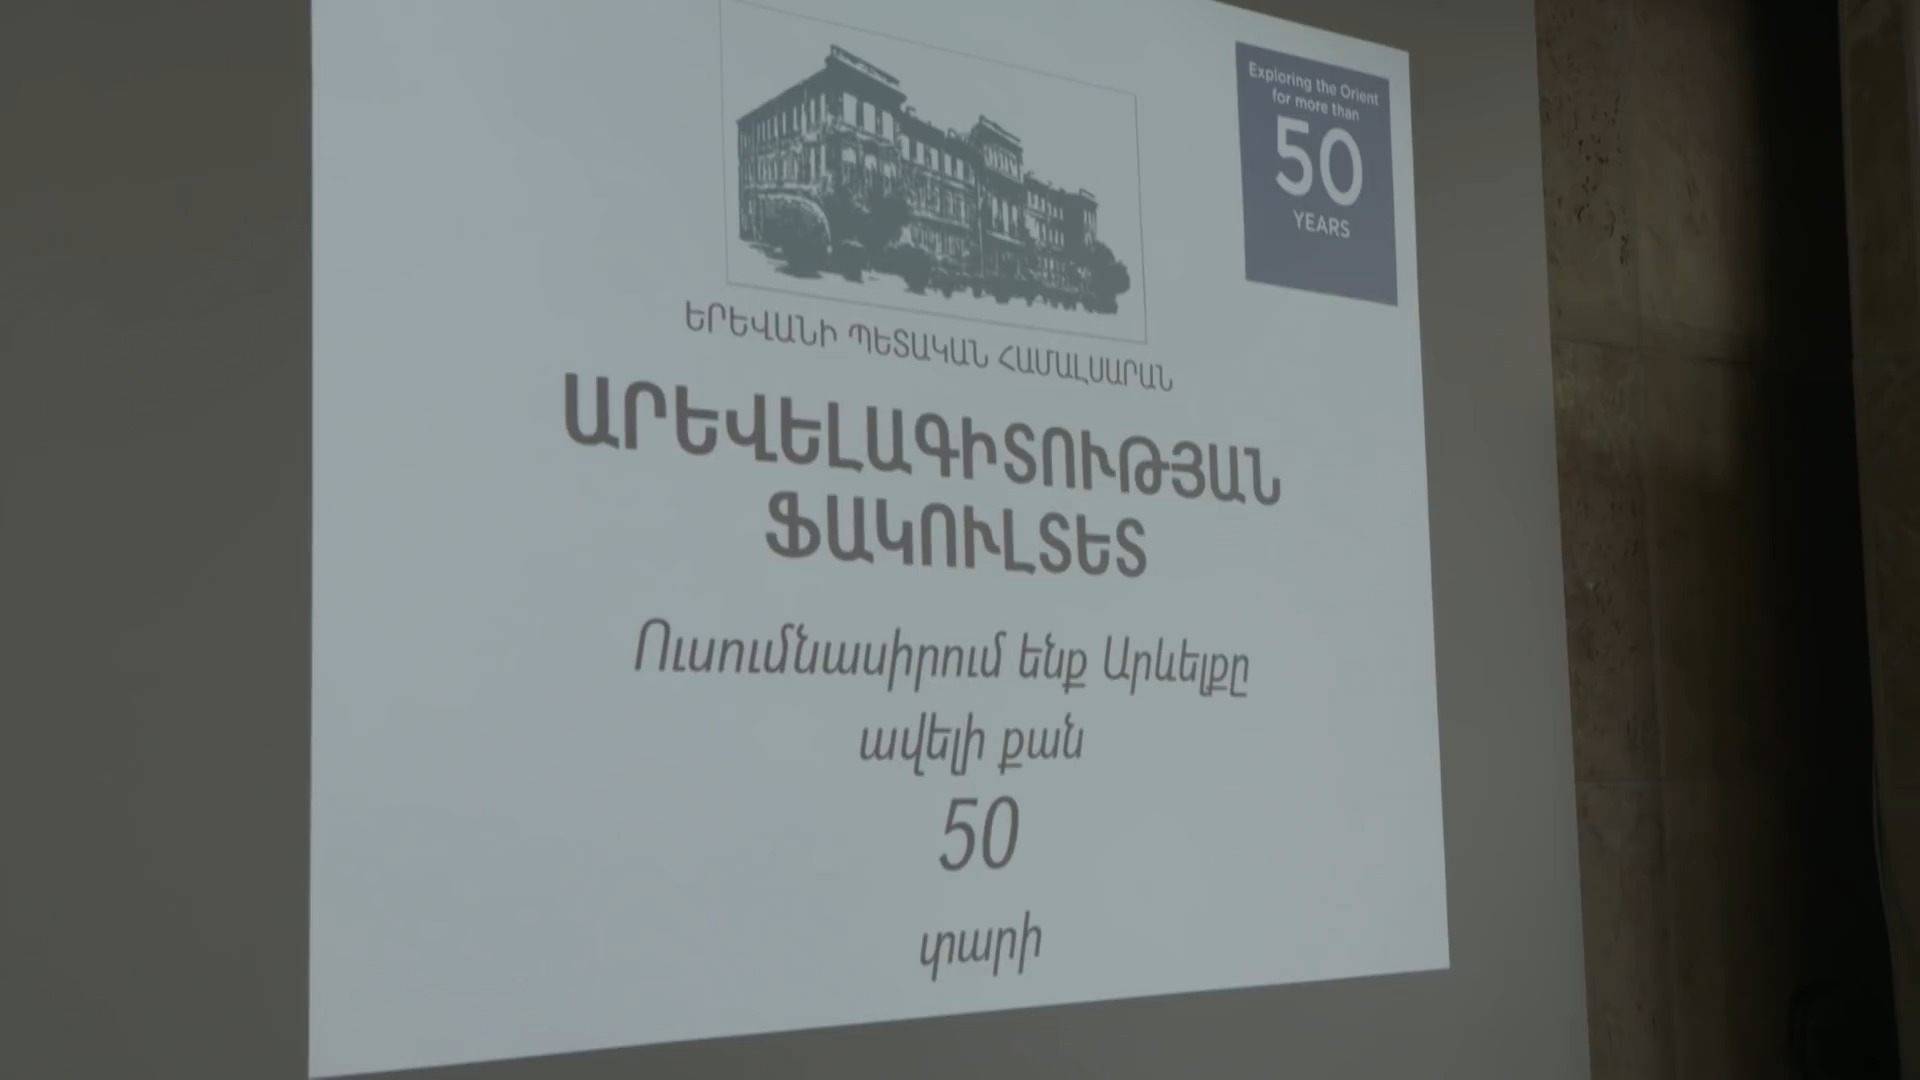 Exploring the Orient
for more than
50
YEARS
ԵՐԵՎԱՆԻ ՊԵՏԱԿԱՆ ՀԱՄԱԼՍԱՐԱՆ
ԱՐԵՎԵԼԱԳԻՏՈՒԹՅԱՆ
ՖԱԿՈՒԼՏԵՏ
Ուսումնասիրում ենք Արևելքը
ավելի քան
50
տարի